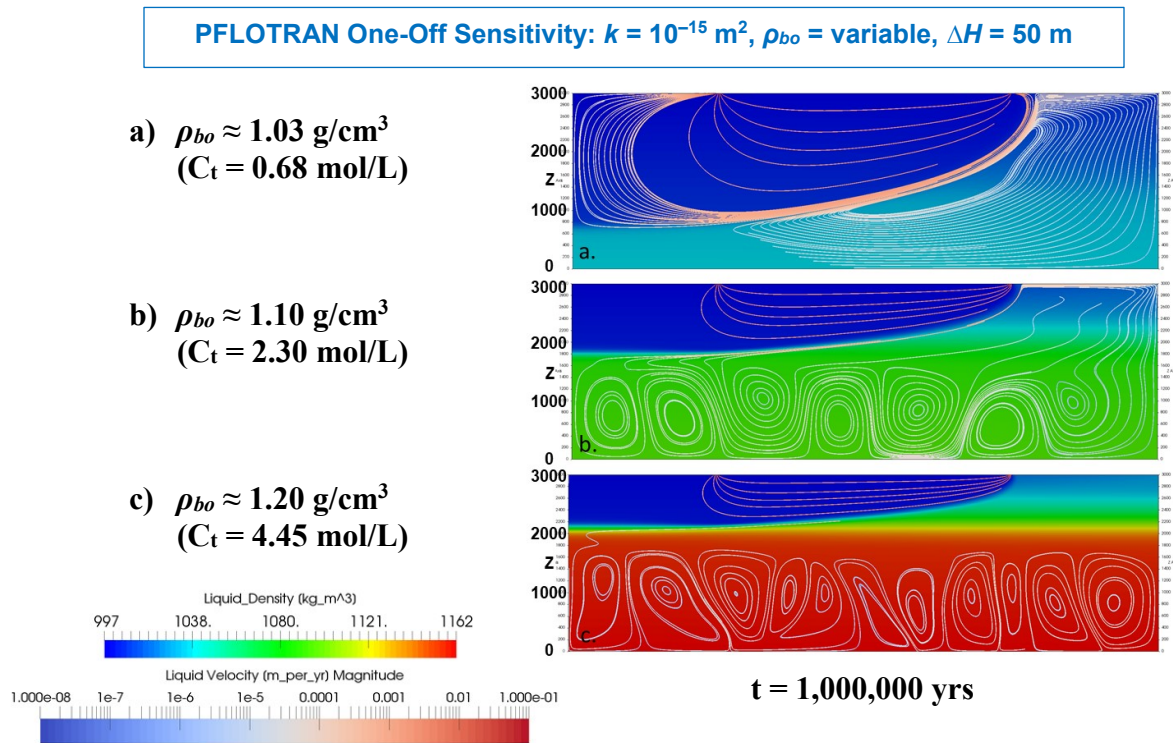 PFLOTRAN One-Off Sensitivity: k = 10⁻¹⁵ m², ρbo = variable, ΔH = 50 m
a) ρbo ≈ 1.03 g/cm³
(Ct = 0.68 mol/L)
3000
2000
Z
1000
0
a.
b) ρbo ≈ 1.10 g/cm³
(Ct = 2.30 mol/L)
3000
2000
Z
1000
0
b.
c) ρbo ≈ 1.20 g/cm³
(Ct = 4.45 mol/L)
3000
2000
Z
1000
0
c.
Liquid_Density [kg_m^3]
997 1038. 1080. 1121. 1162
Liquid Velocity [m_per_yr] Magnitude
1.000e-08 1e-7 1e-6 1e-5 0.0001 0.001 0.01 1.000e-01
t = 1,000,000 yrs